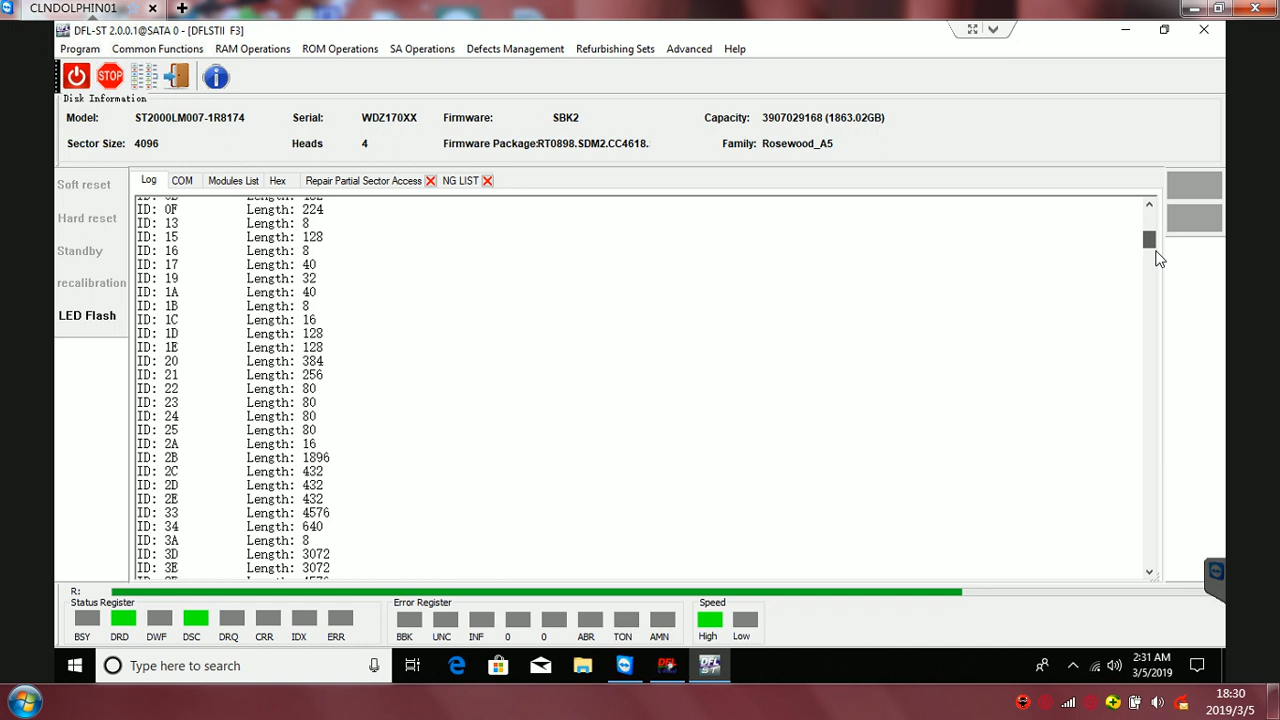 CLNDOLPHIN01
DFL-ST 2.0.0.1@SATA 0 - [DFLSTII F3]
Program Common Functions RAM Operations ROM Operations SA Operations Defects Management Refurbishing Sets Advanced Help
STOP
Disk Information
Model: ST2000LM007-1R8174 Serial: WDZ170XX Firmware: SBK2 Capacity: 3907029168 (1863.02GB)
Sector Size: 4096 Heads 4 Firmware Package:RT0898.SDM2.CC4618. Family: Rosewood_A5
Soft reset
Hard reset
Standby
recalibration
LED Flash
Log COM Modules List Hex Repair Partial Sector Access NG LIST
ID: 0F Length: 224
ID: 13 Length: 8
ID: 15 Length: 128
ID: 16 Length: 8
ID: 17 Length: 40
ID: 19 Length: 32
ID: 1A Length: 40
ID: 1B Length: 8
ID: 1C Length: 16
ID: 1D Length: 128
ID: 1E Length: 128
ID: 20 Length: 384
ID: 21 Length: 256
ID: 22 Length: 80
ID: 23 Length: 80
ID: 24 Length: 80
ID: 25 Length: 80
ID: 2A Length: 16
ID: 2B Length: 1896
ID: 2C Length: 432
ID: 2D Length: 432
ID: 2E Length: 432
ID: 33 Length: 4576
ID: 34 Length: 640
ID: 3A Length: 8
ID: 3D Length: 3072
ID: 3E Length: 3072
R:
Status Register Error Register Speed
BSY DRD DWF DSC DRQ CRR IDX ERR BBK UNC INF 0 0 ABR TON AMN High Low
Type here to search
DFL
DFL ST
2:31 AM
3/5/2019
18:30
2019/3/5